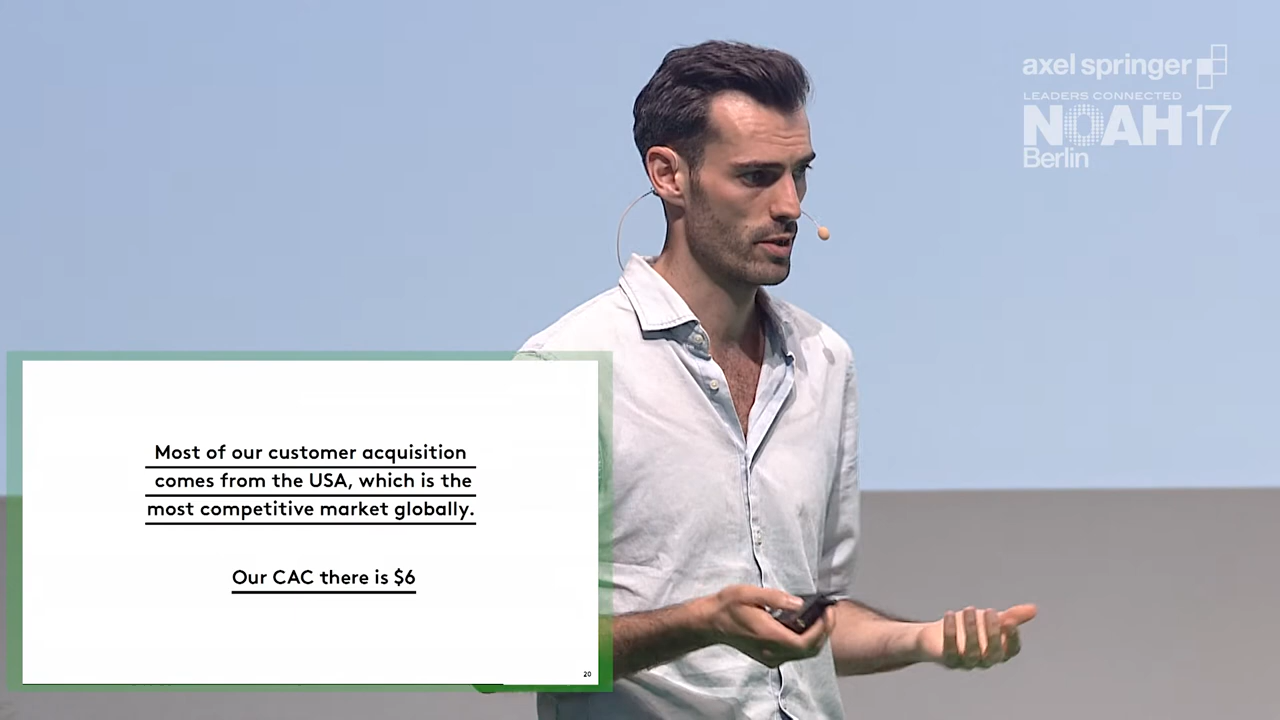 axel springer
LEADERS CONNECTED
NOAH17
Berlin
Most of our customer acquisition
comes from the USA, which is the
most competitive market globally.
Our CAC there is $6
20